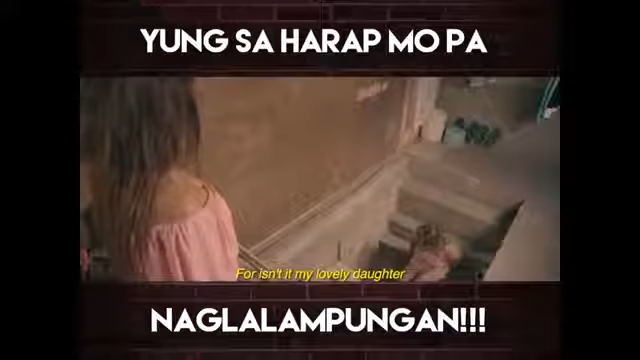 YUNG SA HARAP MO PA
For isn't it my lovely daughter
NAGLALAMPUNGAN!!!